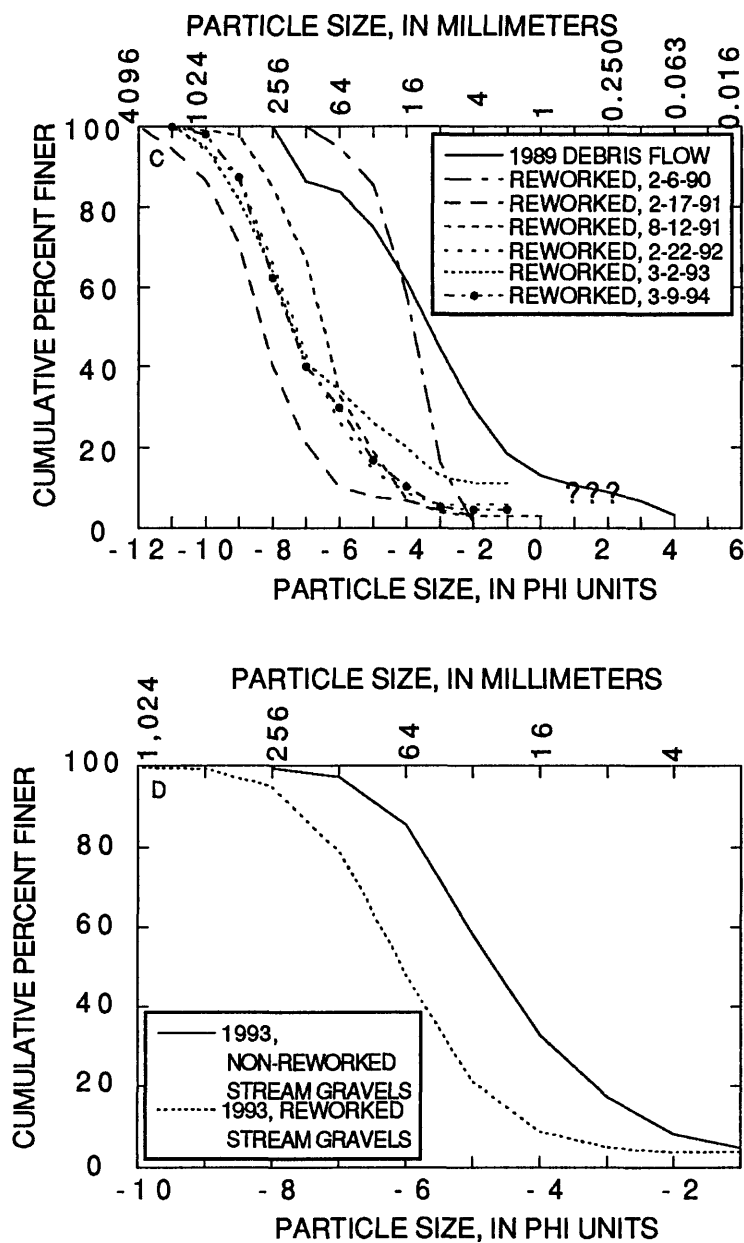 PARTICLE SIZE, IN MILLIMETERS
4096 1024 256 64 16 4 1 0.250 0.063 0.016
C
CUMULATIVE PERCENT FINER
100
80
60
40
20
0
1989 DEBRIS FLOW
REWORKED, 2-6-90
REWORKED, 2-17-91
REWORKED, 8-12-91
REWORKED, 2-22-92
REWORKED, 3-2-93
REWORKED, 3-9-94
???
-12 -10 -8 -6 -4 -2 0 2 4 6
PARTICLE SIZE, IN PHI UNITS
PARTICLE SIZE, IN MILLIMETERS
1,024 256 64 16 4
D
CUMULATIVE PERCENT FINER
100
80
60
40
20
0
1993,
NON-REWORKED
STREAM GRAVELS
1993, REWORKED
STREAM GRAVELS
-10 -8 -6 -4 -2
PARTICLE SIZE, IN PHI UNITS